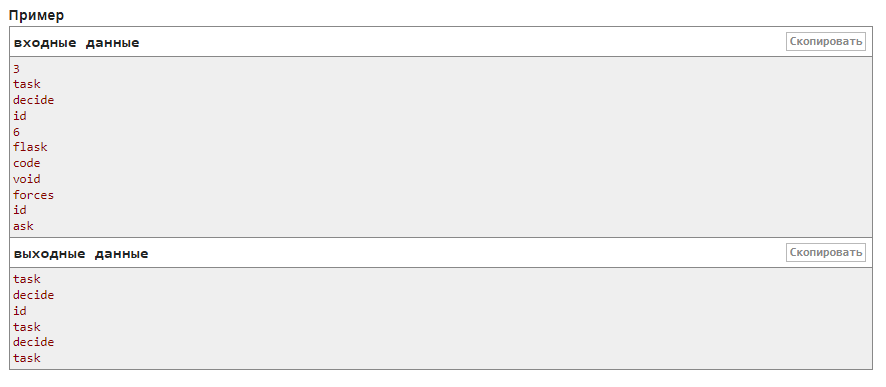 Пример
входные данные
Скопировать
3
task
decide
id
6
flask
code
void
forces
id
ask
выходные данные
Скопировать
task
decide
id
task
decide
task